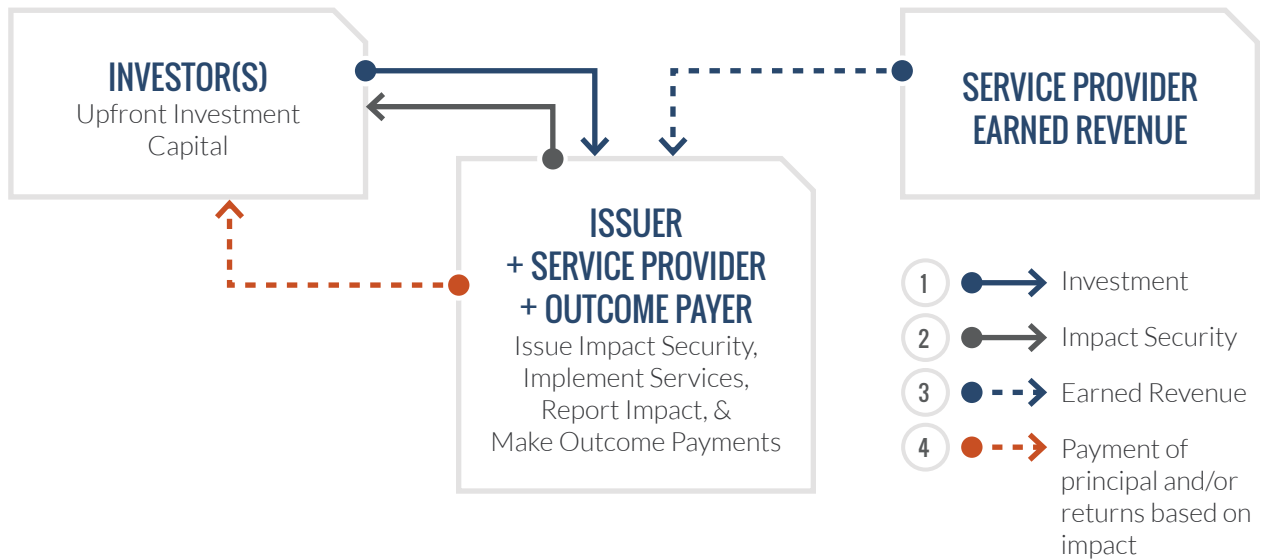 INVESTOR(S)
Upfront Investment
Capital
SERVICE PROVIDER
EARNED REVENUE
ISSUER
+ SERVICE PROVIDER
+ OUTCOME PAYER
Issue Impact Security,
Implement Services,
Report Impact, &
Make Outcome Payments
1 Investment
2 Impact Security
3 Earned Revenue
4 Payment of
principal and/or
returns based on
impact